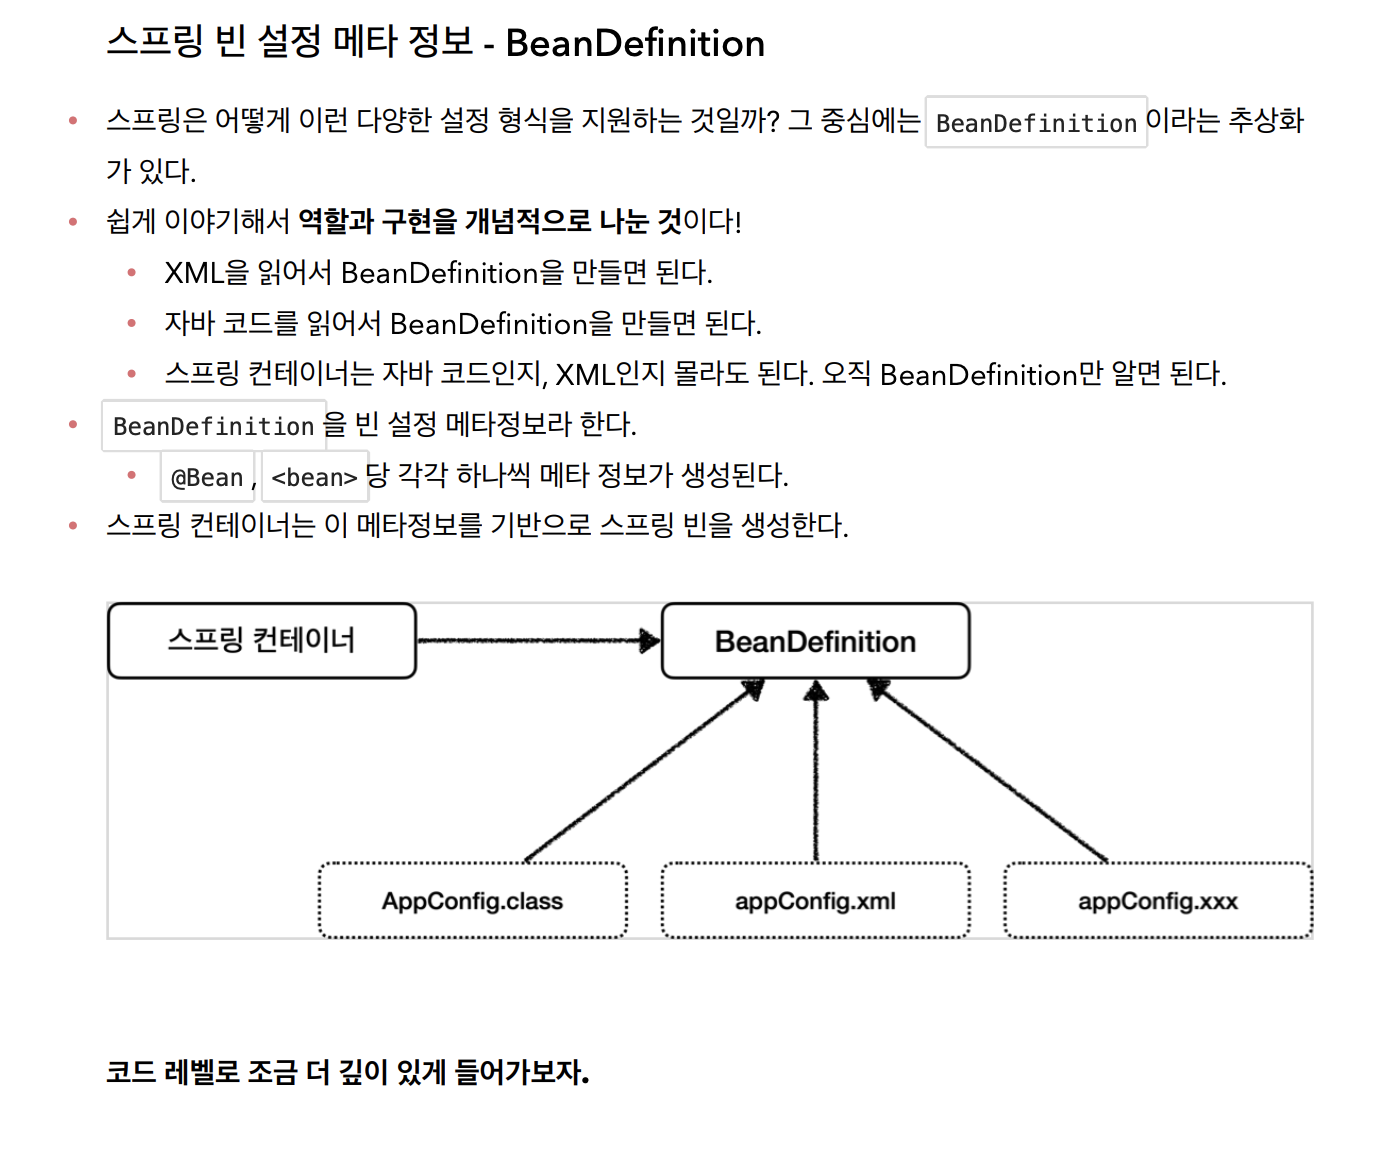 스프링 빈 설정 메타 정보 - BeanDefinition
스프링은 어떻게 이런 다양한 설정 형식을 지원하는 것일까? 그 중심에는 BeanDefinition 이라는 추상화
가 있다.
쉽게 이야기해서 역할과 구현을 개념적으로 나눈 것이다!
XML을 읽어서 BeanDefinition을 만들면 된다.
자바 코드를 읽어서 BeanDefinition을 만들면 된다.
스프링 컨테이너는 자바 코드인지, XML인지 몰라도 된다. 오직 BeanDefinition만 알면 된다.
BeanDefinition 을 빈 설정 메타정보라 한다.
@Bean , <bean> 당 각각 하나씩 메타 정보가 생성된다.
스프링 컨테이너는 이 메타정보를 기반으로 스프링 빈을 생성한다.
스프링 컨테이너
BeanDefinition
AppConfig.class
appConfig.xml
appConfig.xxx
코드 레벨로 조금 더 깊이 있게 들어가보자.